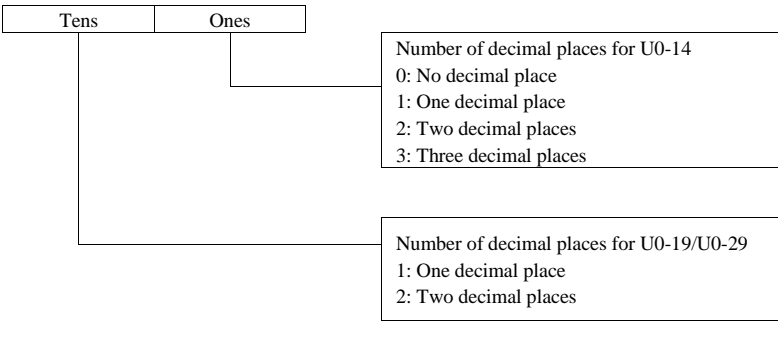 Tens Ones
Number of decimal places for U0-14
0: No decimal place
1: One decimal place
2: Two decimal places
3: Three decimal places
Number of decimal places for U0-19/U0-29
1: One decimal place
2: Two decimal places